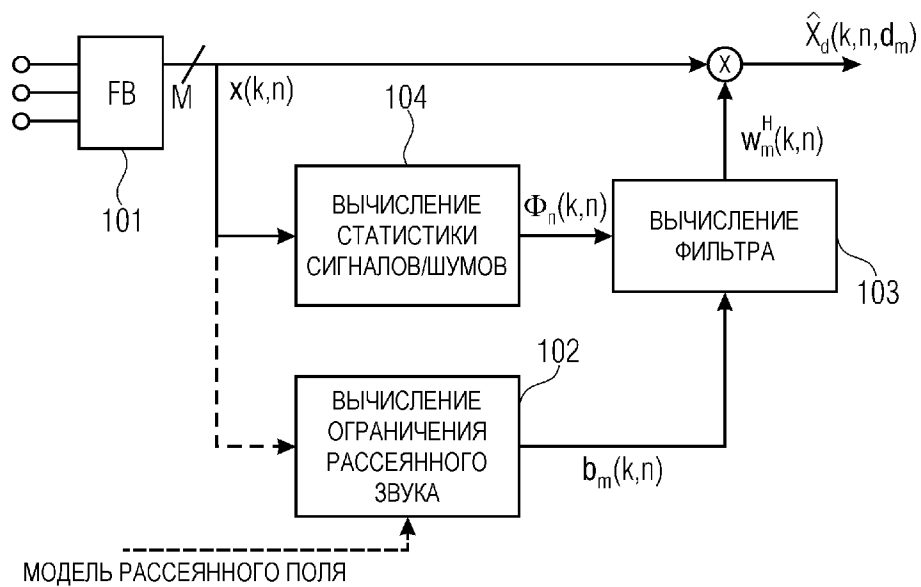 X̂d(k,n,dm)
FB
M
x(k,n)
X
101
104
wmH(k,n)
ВЫЧИСЛЕНИЕ
СТАТИСТИКИ
СИГНАЛОВ/ШУМОВ
Φn(k,n)
ВЫЧИСЛЕНИЕ
ФИЛЬТРА
103
102
ВЫЧИСЛЕНИЕ
ОГРАНИЧЕНИЯ
РАССЕЯННОГО
ЗВУКА
bm(k,n)
МОДЕЛЬ РАССЕЯННОГО ПОЛЯ